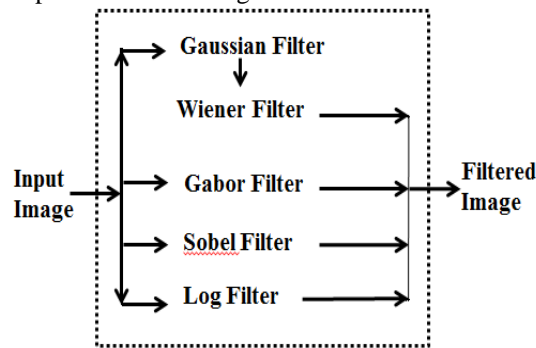 Gaussian Filter
Wiener Filter
Input
Image
Gabor Filter
Filtered
Image
Sobel Filter
Log Filter